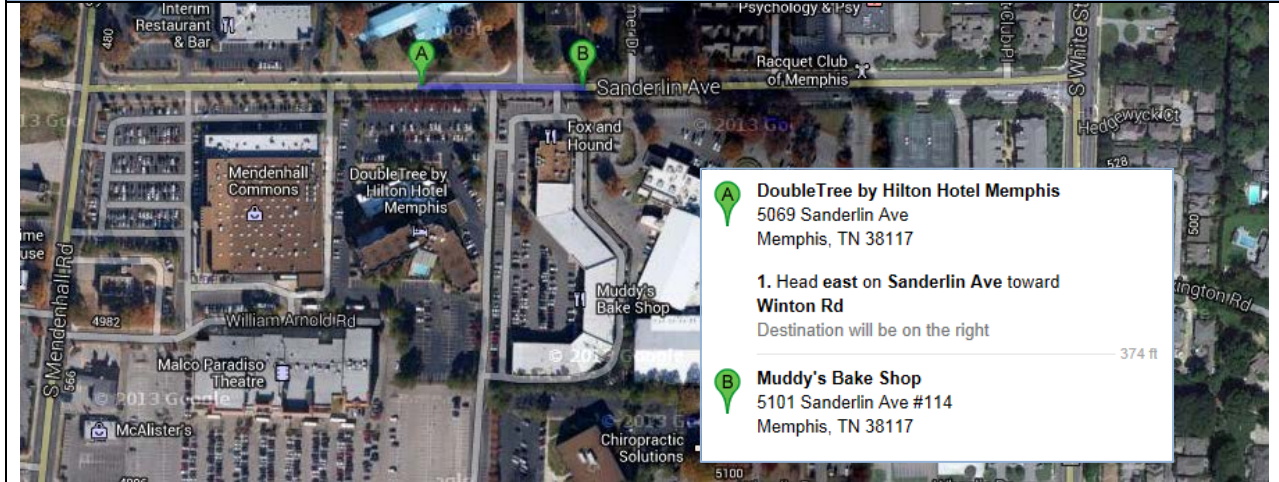 Interim
Restaurant
& Bar
480
A
B
Psychology & Psy
Racquet Club
of Memphis
Sanderlin Ave
S White St
Hedgewyck Ct
528
Fox and
Hound
© 2013
Mendenhall
Commons
DoubleTree by
Hilton Hotel
Memphis
S Mendenhall Rd
500
Muddy's
Bake Shop
4982
William Arnold Rd
© 2013 Google
Malco Paradiso
Theatre
566
© 2013 Google
McAlister's
© 2013
Chiropractic
Solutions
5100
A
DoubleTree by Hilton Hotel Memphis
5069 Sanderlin Ave
Memphis, TN 38117
1. Head east on Sanderlin Ave toward
Winton Rd
Destination will be on the right
374 ft
B
Muddy's Bake Shop
5101 Sanderlin Ave #114
Memphis, TN 38117